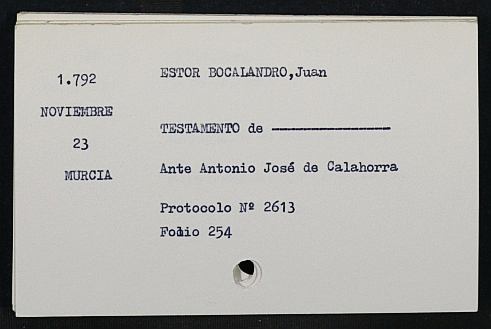 1.792
NOVIEMBRE
23
MURCIA
ESTOR BOCALANDRO,Juan
TESTAMENTO de ------------------
Ante Antonio José de Calahorra
Protocolo Nº 2613
Folio 254